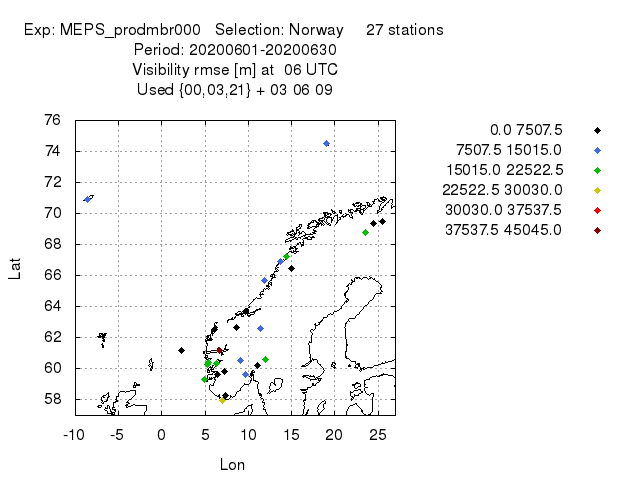 Exp: MEPS_prodmbr000   Selection: Norway     27 stations
Period: 20200601-20200630
Visibility rmse [m] at  06 UTC
Used {00,03,21} + 03 06 09
0.0 7507.5
7507.5 15015.0
15015.0 22522.5
22522.5 30030.0
30030.0 37537.5
37537.5 45045.0
76
74
72
70
68
66
64
62
60
58
Lat
-10 -5 0 5 10 15 20 25
Lon